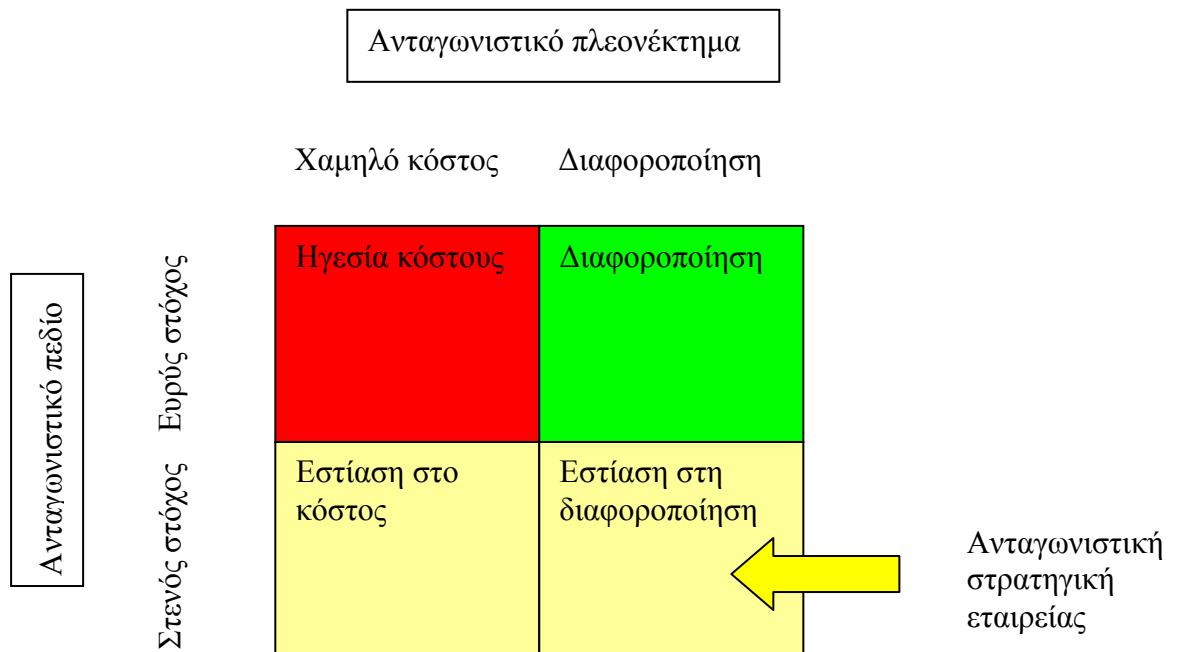 Ανταγωνιστικό πλεονέκτημα
Χαμηλό κόστος
Διαφοροποίηση
Ανταγωνιστικό πεδίο
Ευρύς στόχος
Ηγεσία κόστους
Διαφοροποίηση
Στενός στόχος
Εστίαση στο
κόστος
Εστίαση στη
διαφοροποίηση
Ανταγωνιστική
στρατηγική
εταιρείας